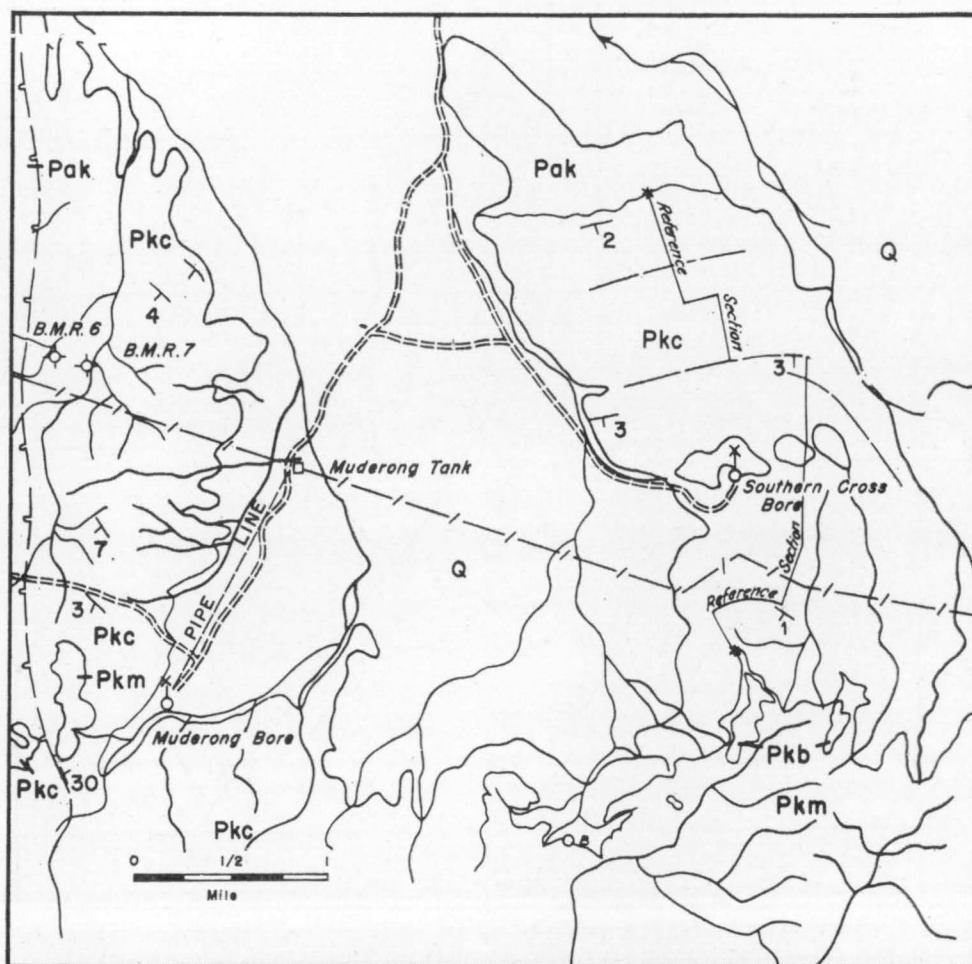 Pak
Pak
Pkc
2
Reference
Q
Section
4
B.M.R. 6
B.M.R. 7
Pkc
3
3
Muderong Tank
Southern Cross
Bore
LINE
7
Q
Section
Reference
1
3
PIPE
Pkc
Pkm
Muderong Bore
Pkb
Pkc
30
Pkm
Pkc
B
0 1/2 1
Mile